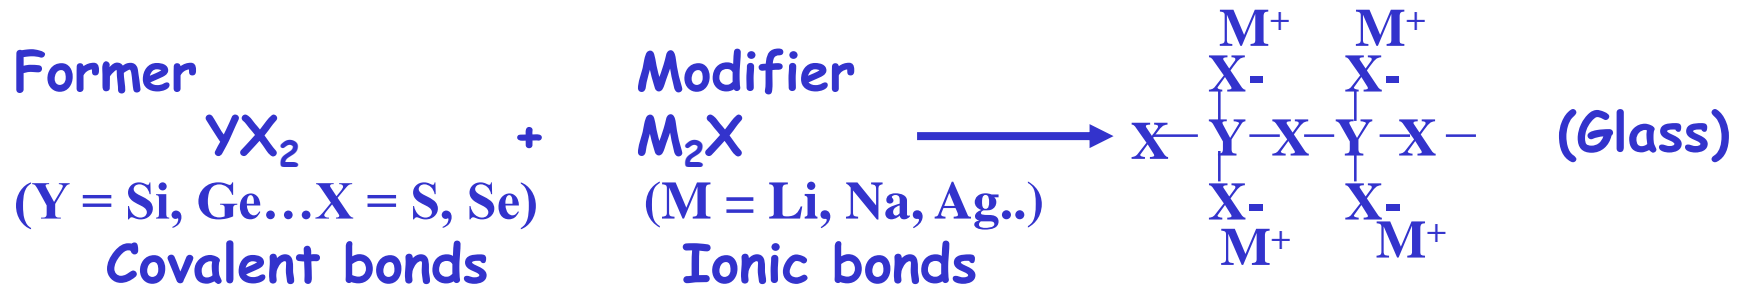 Former
Modifier
YX₂ + M₂X
(Y = Si, Ge…X = S, Se)
(M = Li, Na, Ag..)
Covalent bonds
Ionic bonds
M⁺ M⁺
X- X-
X — Y — X — Y — X —
X- X-
M⁺ M⁺
(Glass)